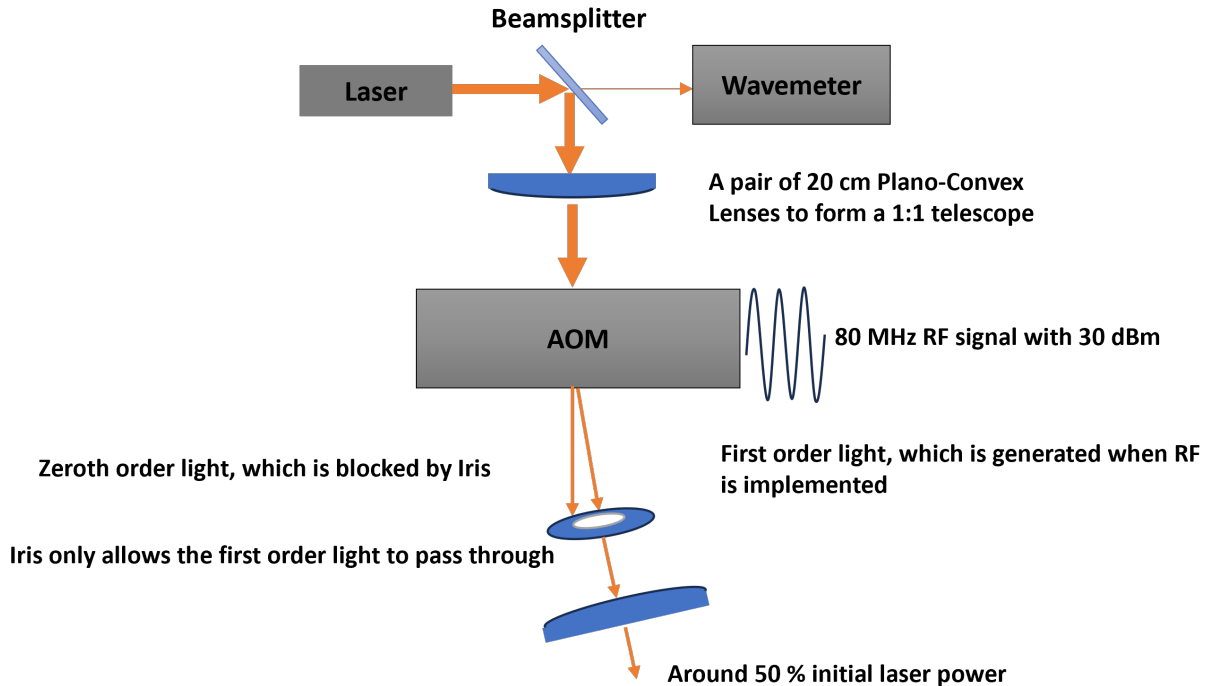 Beamsplitter
Laser
Wavemeter
A pair of 20 cm Plano-Convex
Lenses to form a 1:1 telescope
AOM
80 MHz RF signal with 30 dBm
Zeroth order light, which is blocked by Iris
First order light, which is generated when RF
is implemented
Iris only allows the first order light to pass through
Around 50 % initial laser power